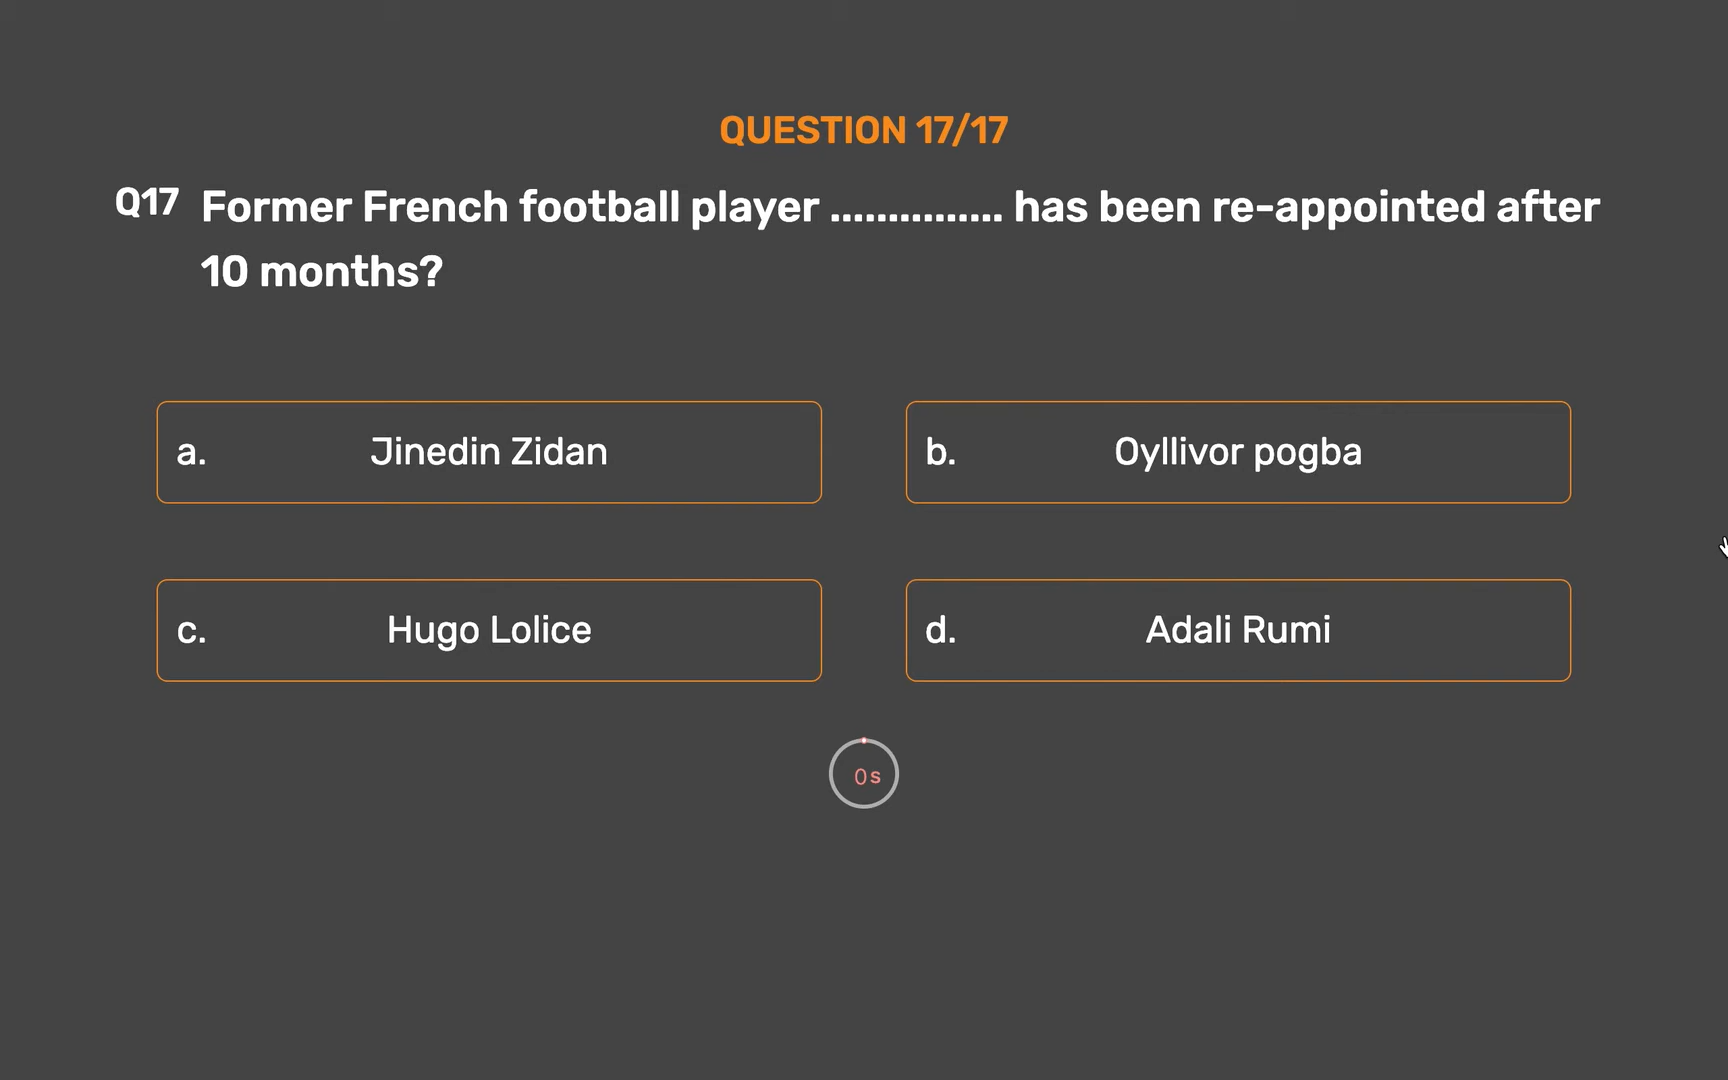 QUESTION 17/17
Q17 Former French football player ............... has been re-appointed after
10 months?
a. Jinedin Zidan
b. Oyllivor pogba
c. Hugo Lolice
d. Adali Rumi
0s